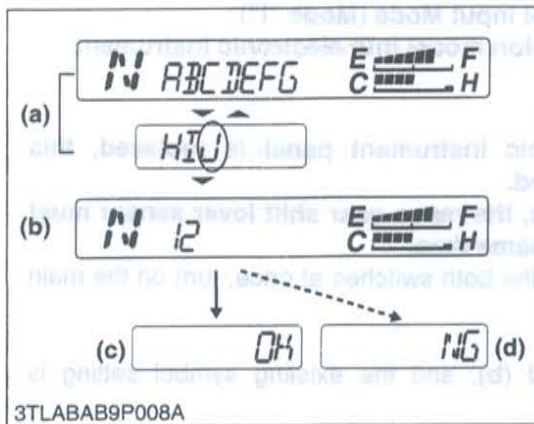 N ABCDEFG E F
C H
(a)
HIJ
(b) N 12 E F
C H
(c) OK NG (d)
3TLABAB9P008A